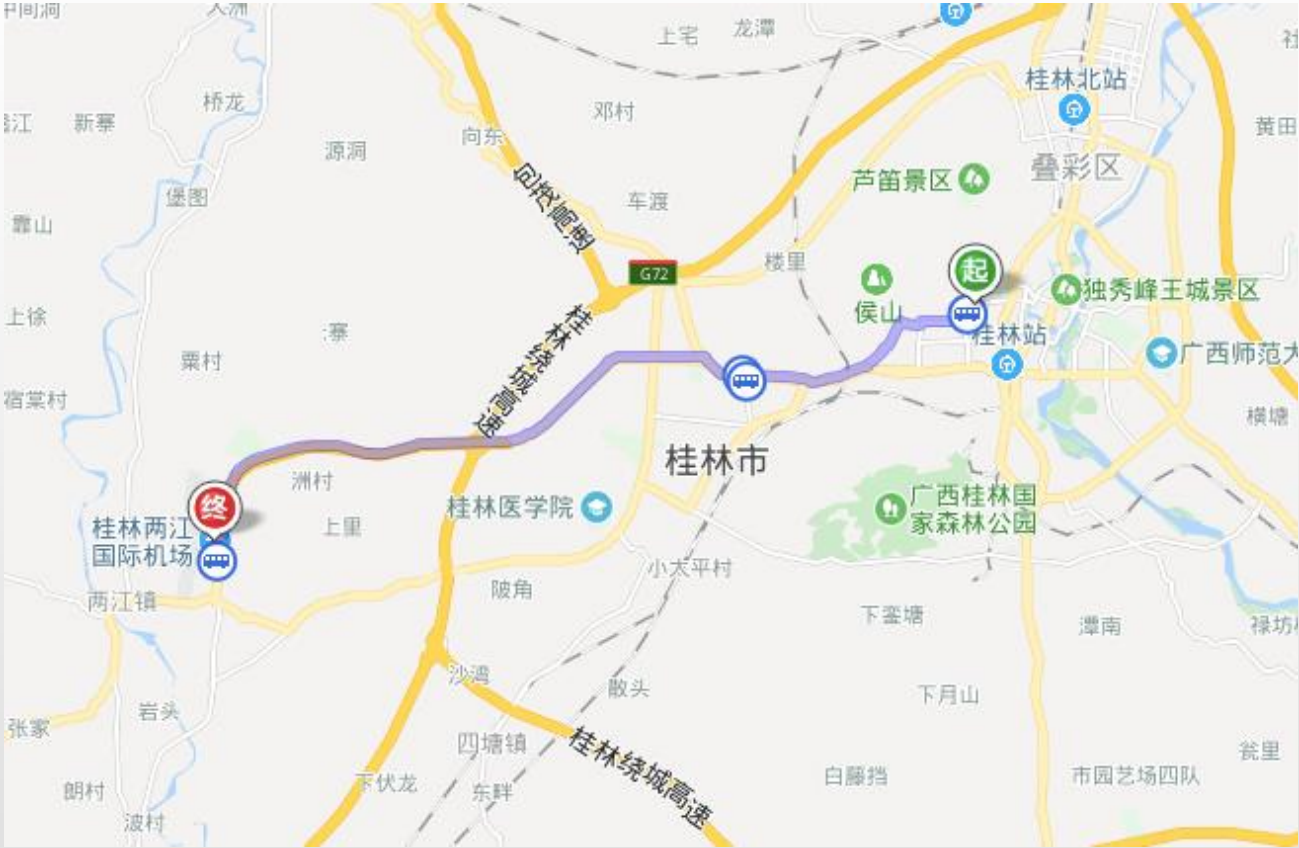 中间洞
大洲
上宅
龙潭
桥龙
新寨
邓村
桂林北站
黄田
向东
源洞
叠彩区
芦笛景区
堡图
车渡
靠山
向茂高速
楼里
G72
起
独秀峰王城景区
侯山
上徐
寨
桂林绕城高速
桂林站
广西师范大
粟村
宿棠村
横塘
桂林市
洲村
终
桂林医学院
广西桂林国
家森林公园
桂林两江
国际机场
上里
小太平村
陂角
两江镇
下銮塘
潭南
禄坊
沙湾
散头
下月山
岩头
张家
四塘镇
桂林绕城高速
瓮里
下伏龙
东畔
白藤挡
市园艺场四队
朗村
波村